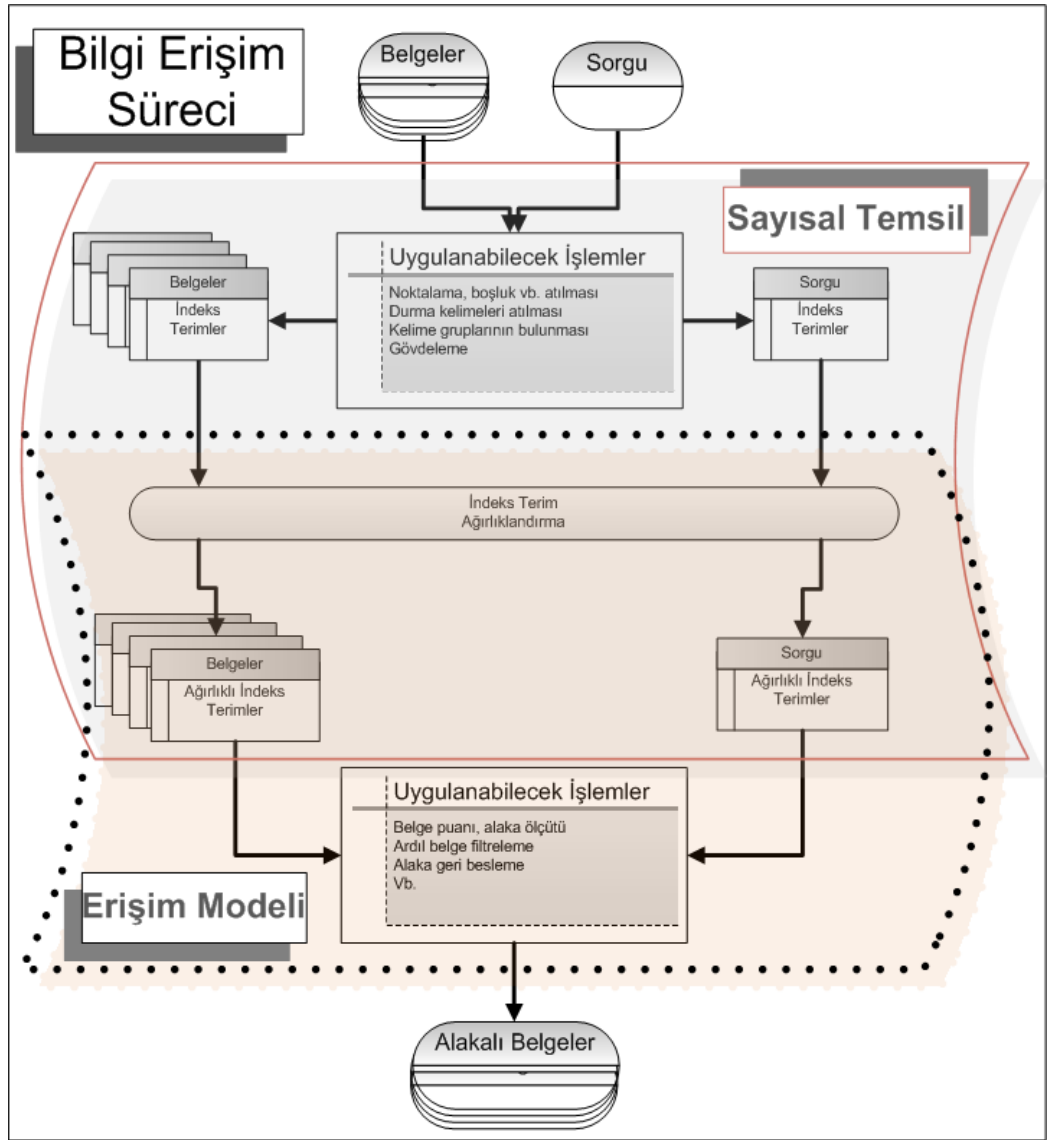 Bilgi Erişim
Süreci
Belgeler
Sorgu
Sayısal Temsil
Uygulanabilecek İşlemler
Noktalama, boşluk vb. atılması
Durma kelimeleri atılması
Kelime gruplarının bulunması
Gövdeleme
Belgeler
İndeks
Terimler
Sorgu
İndeks
Terimler
İndeks Terim
Ağırlıklandırma
Belgeler
Ağırlıklı İndeks
Terimler
Sorgu
Ağırlıklı İndeks
Terimler
Uygulanabilecek İşlemler
Belge puanı, alaka ölçütü
Ardıl belge filtreleme
Alaka geri besleme
Vb.
Erişim Modeli
Alakalı Belgeler